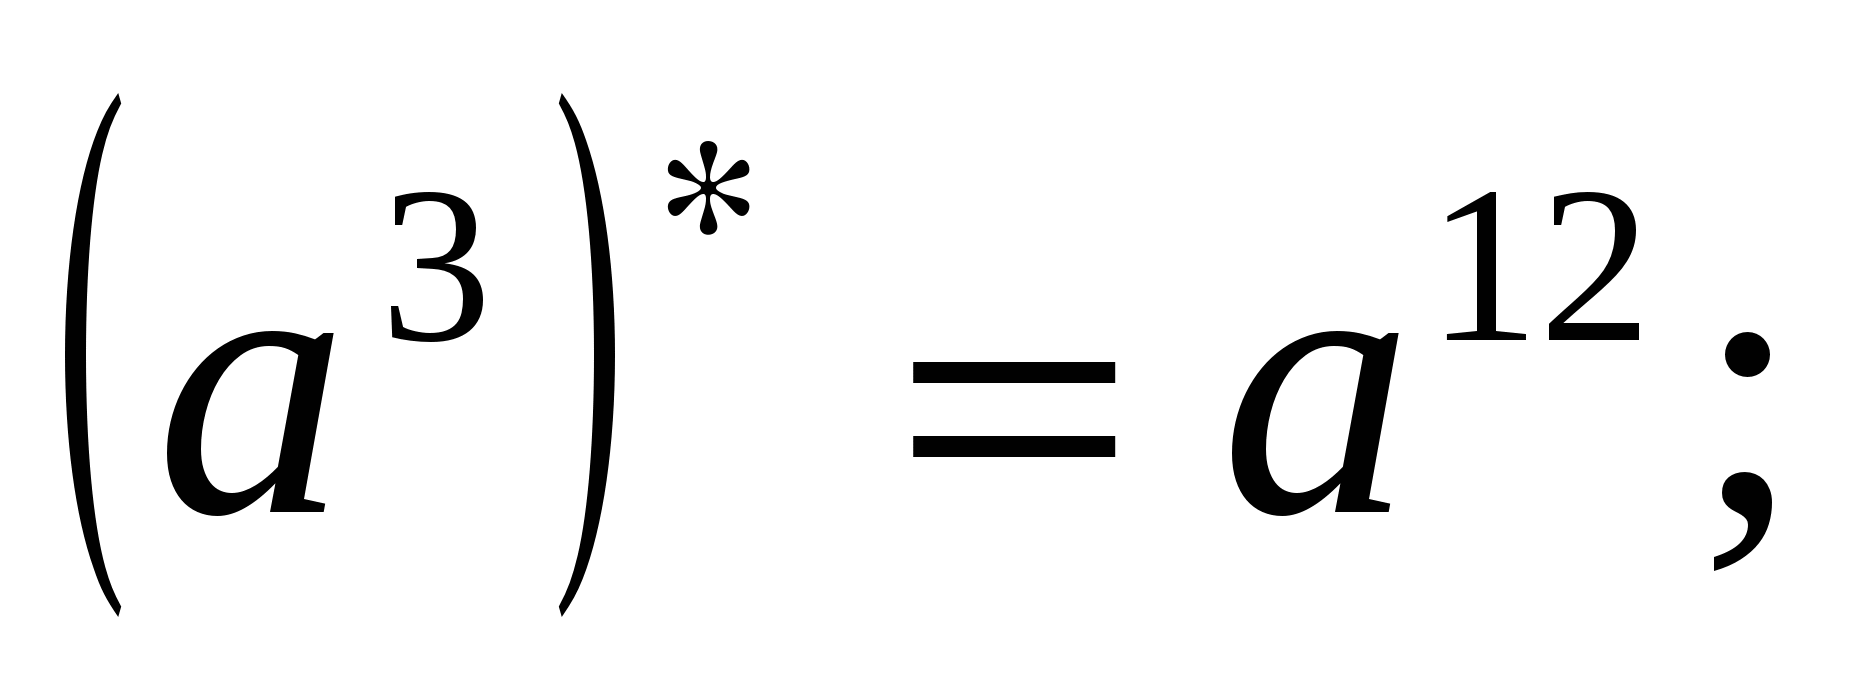 (a³)* = a¹²;